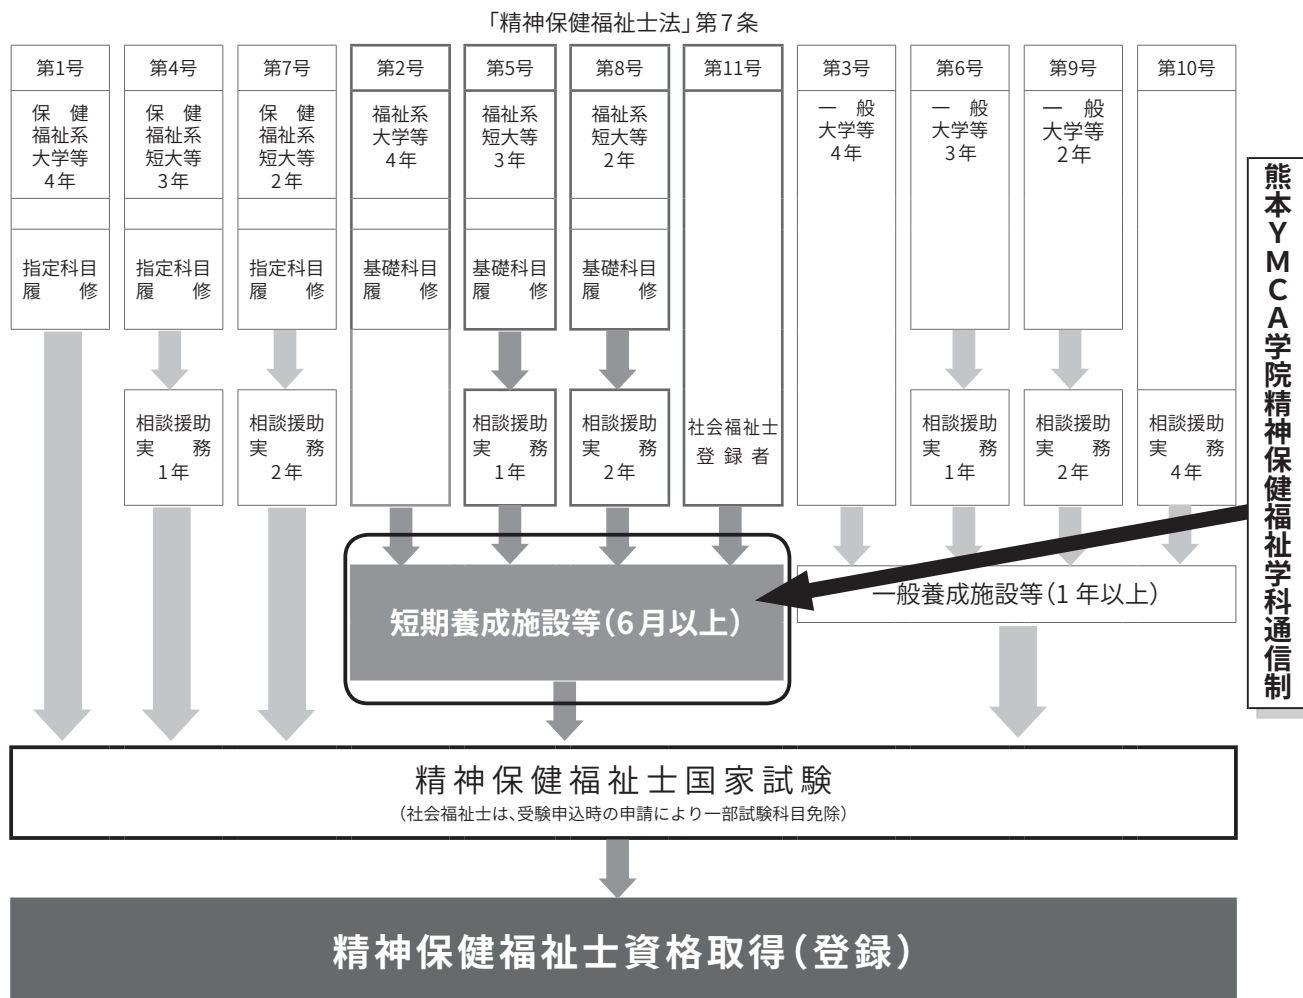 「精神保健福祉士法」第7条
第1号
第4号
第7号
第2号
第5号
第8号
第11号
第3号
第6号
第9号
第10号
保　健
福祉系
大学等
4年
保　健
福祉系
短大等
3年
保　健
福祉系
短大等
2年
福祉系
大学等
4年
福祉系
短大等
3年
福祉系
短大等
2年
一　般
大学等
4年
一　般
大学等
3年
一　般
大学等
2年
指定科目
履　　修
指定科目
履　　修
指定科目
履　　修
基礎科目
履　　修
基礎科目
履　　修
基礎科目
履　　修
相談援助
実　　務
1年
相談援助
実　　務
2年
相談援助
実　　務
1年
相談援助
実　　務
2年
社会福祉士
登 録 者
相談援助
実　　務
1年
相談援助
実　　務
2年
相談援助
実　　務
4年
短期養成施設等（6月以上）
一般養成施設等（1年以上）
熊本YMCA学院精神保健福祉学科通信制
精神保健福祉士国家試験
（社会福祉士は、受験申込時の申請により一部試験科目免除）
精神保健福祉士資格取得（登録）